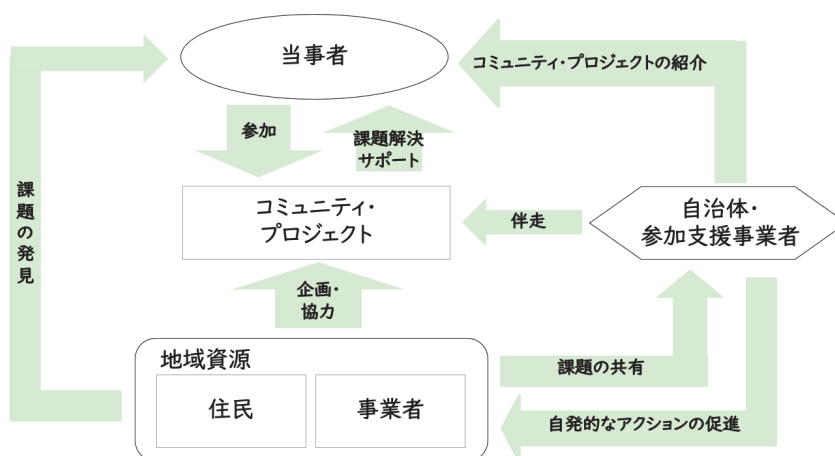 当事者
コミュニティ・プロジェクトの紹介
参加
課題解決
サポート
課題の発見
コミュニティ・
プロジェクト
伴走
自治体・
参加支援事業者
企画・
協力
地域資源
住民
事業者
課題の共有
自発的なアクションの促進